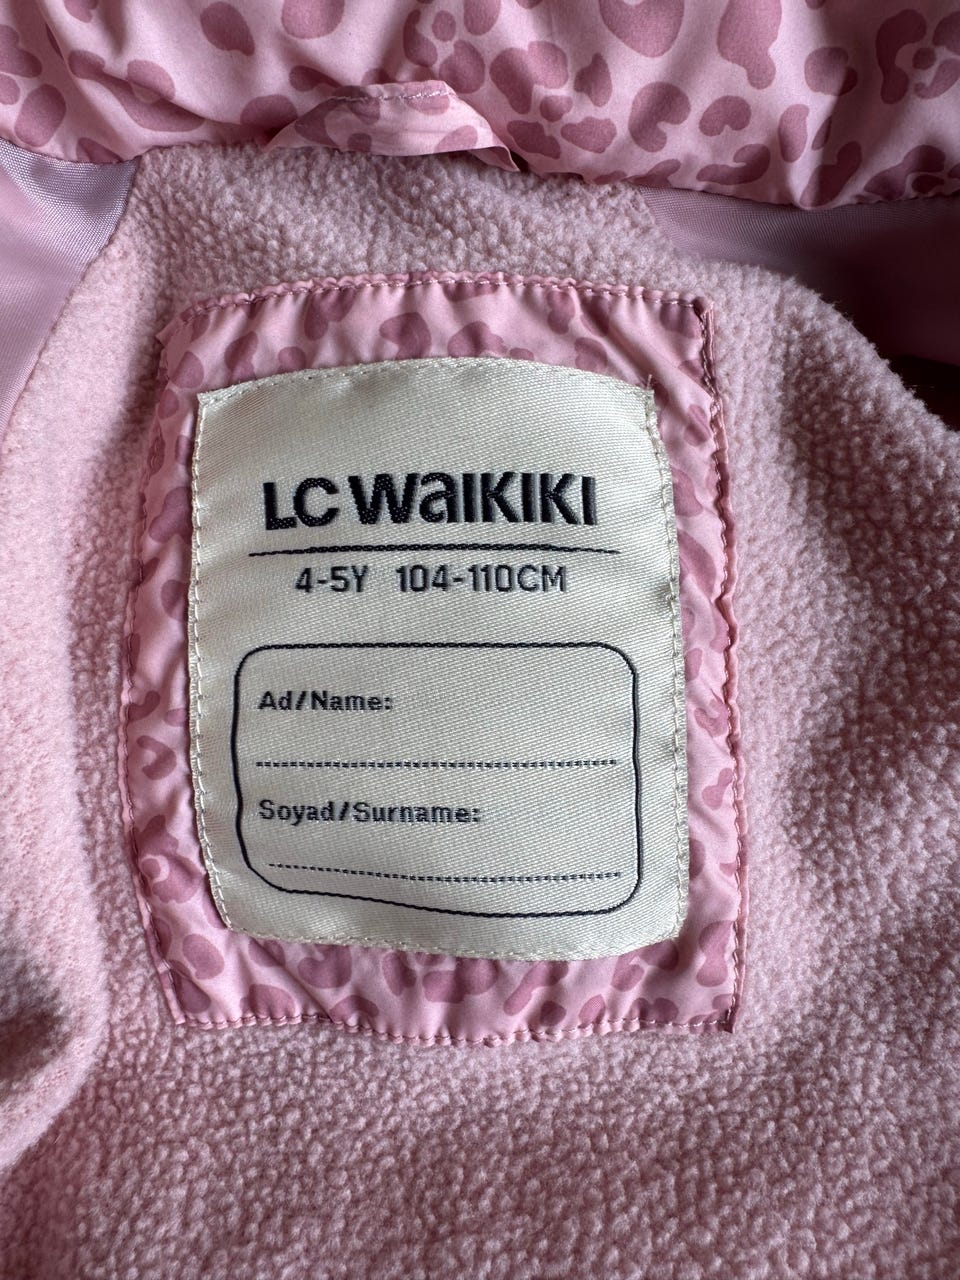 LC WAIKIKI
4-5Y 104-110CM
Ad/Name:
Soyad/Surname: